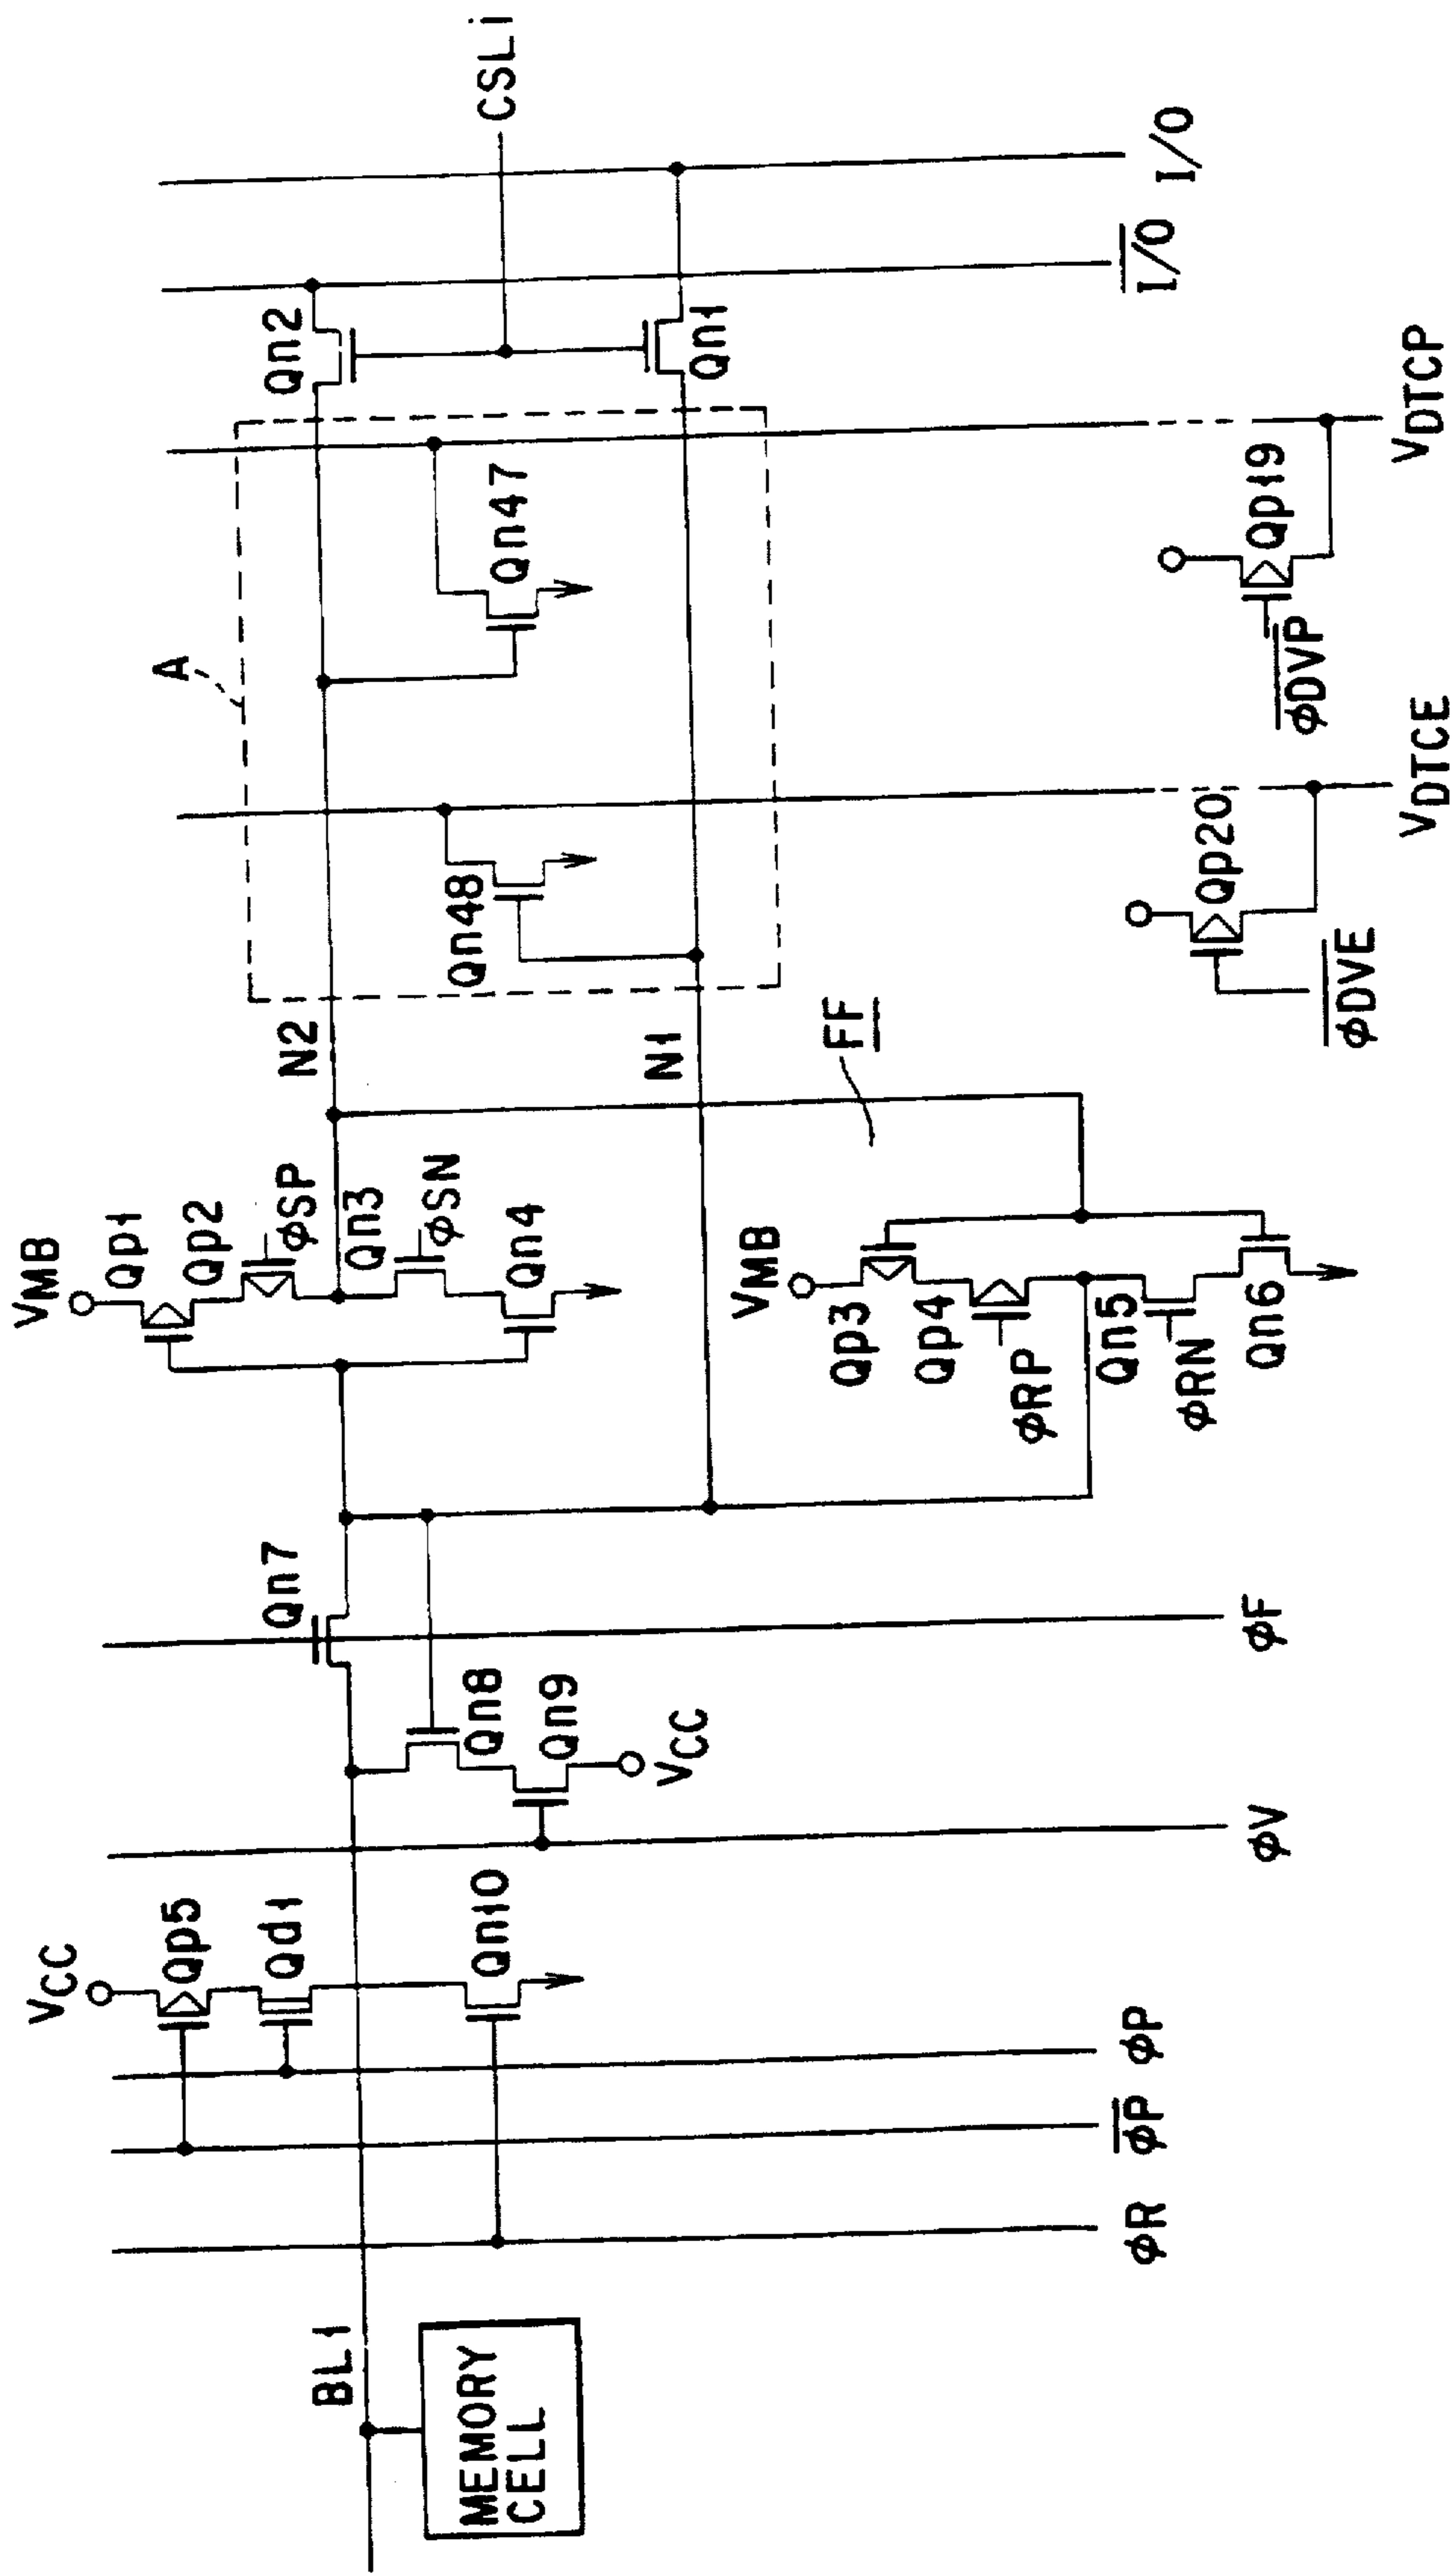 MEMORY
CELL
BL1
φR
φP
φP
VCC
Qp5
Qd1
Qn10
φV
Qn8
Qn9
VCC
φF
Qn7
VMB
Qp1
Qp2
φSP
Qn3
φSN
Qn4
VMB
Qp3
Qp4
φRP
Qn5
φRN
Qn6
FF
N2
N1
A
Qn48
Qn47
φDVE
Qp20
VDTCE
φDVP
Qp19
VDTCP
Qn2
Qn1
CSLi
I/O
I/O